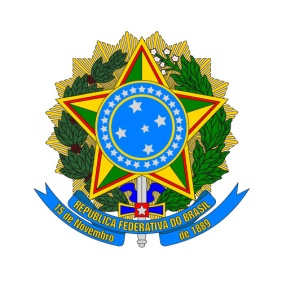 REPÚBLICA FEDERATIVA DO BRASIL
15 de Novembro
de 1889